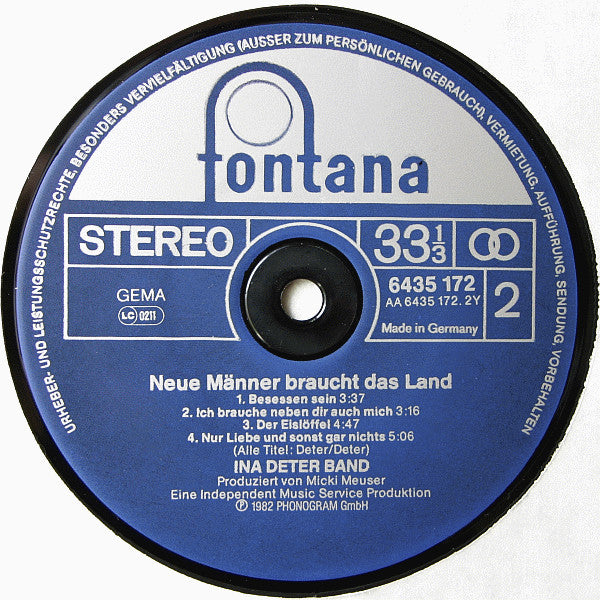 URHEBER- UND LEISTUNGSSCHUTZRECHTE, BESONDERS VERVIELFÄLTIGUNG (AUSSER ZUM PERSÖNLICHEN GEBRAUCH), VERMIETUNG, AUFFÜHRUNG, SENDUNG, VORBEHALTEN
fontana
STEREO
33 1/3
GEMA
LC 0211
6435 172
AA 6435 172.2Y
2
Made in Germany
Neue Männer braucht das Land
1. Besessen sein 3:37
2. Ich brauche neben dir auch mich 3:16
3. Der Eislöffel 4:47
4. Nur Liebe und sonst gar nichts 5:06
(Alle Titel: Deter/Deter)
INA DETER BAND
Produziert von Micki Meuser
Eine Independent Music Service Produktion
℗ 1982 PHONOGRAM GmbH